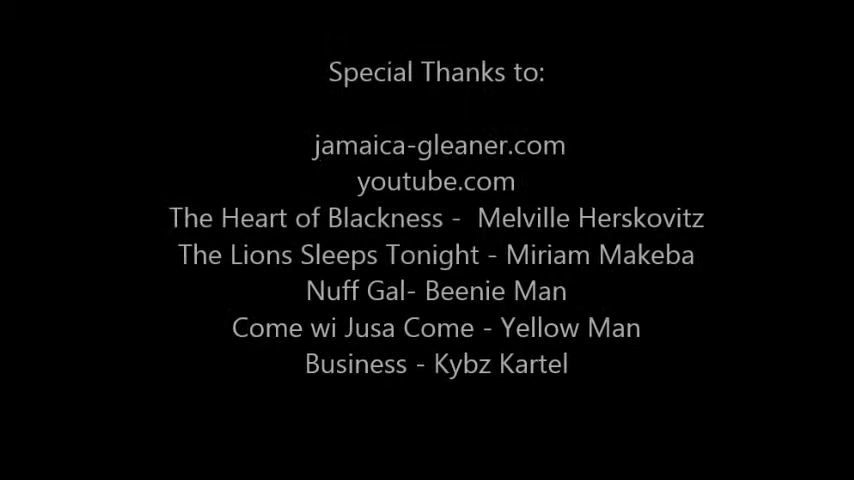 Special Thanks to:
jamaica-gleaner.com
youtube.com
The Heart of Blackness -  Melville Herskovitz
The Lions Sleeps Tonight - Miriam Makeba
Nuff Gal- Beenie Man
Come wi Jusa Come - Yellow Man
Business - Kybz Kartel